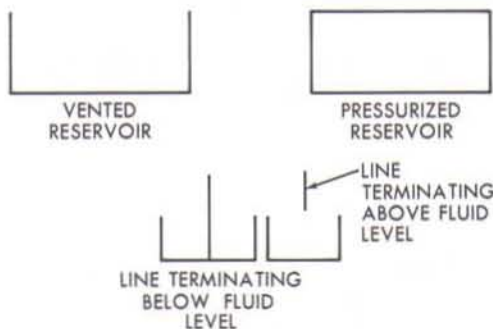 VENTED
RESERVOIR
PRESSURIZED
RESERVOIR
LINE
TERMINATING
ABOVE FLUID
LEVEL
LINE TERMINATING
BELOW FLUID
LEVEL